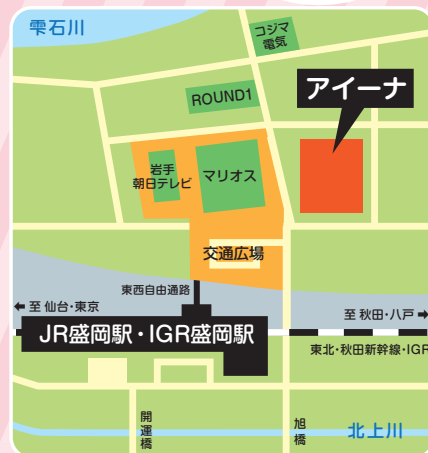 雫石川
コジマ
電気
ROUND1
アイーナ
岩手
朝日テレビ
マリオス
交通広場
東西自由通路
← 至 仙台・東京
至 秋田・八戸 →
JR盛岡駅・IGR盛岡駅
東北・秋田新幹線・IGR
開運橋
旭橋
北上川